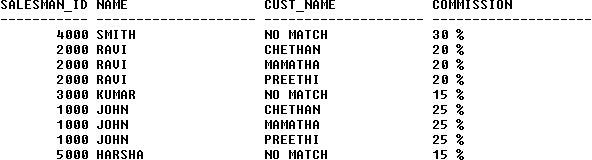 SALESMAN_ID NAME CUST_NAME COMMISSION
----------- ------------------------------ ------------------------------ ------------------------------
4000 SMITH NO MATCH 30 %
2000 RAVI CHETHAN 20 %
2000 RAVI MAMATHA 20 %
2000 RAVI PREETHI 20 %
3000 KUMAR NO MATCH 15 %
1000 JOHN CHETHAN 25 %
1000 JOHN MAMATHA 25 %
1000 JOHN PREETHI 25 %
5000 HARSHA NO MATCH 15 %